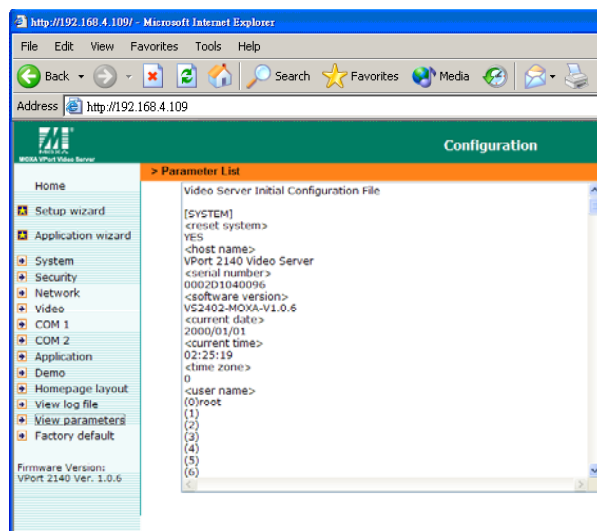 http://192.168.4.109/ - Microsoft Internet Explorer
File Edit View Favorites Tools Help
Back Search Favorites Media
Address http://192.168.4.109
MOXA
MOXA VPort Video Server
Configuration
> Parameter List
Home
Setup wizard
Application wizard
System
Security
Network
Video
COM 1
COM 2
Application
Demo
Homepage layout
View log file
View parameters
Factory default
Firmware Version:
VPort 2140 Ver. 1.0.6
Video Server Initial Configuration File
[SYSTEM]
<reset system>
YES
<host name>
VPort 2140 Video Server
<serial number>
0002D1040096
<software version>
VS2402-MOXA-V1.0.6
<current date>
2000/01/01
<current time>
02:25:19
<time zone>
0
<user name>
(0)root
(1)
(2)
(3)
(4)
(5)
(6)